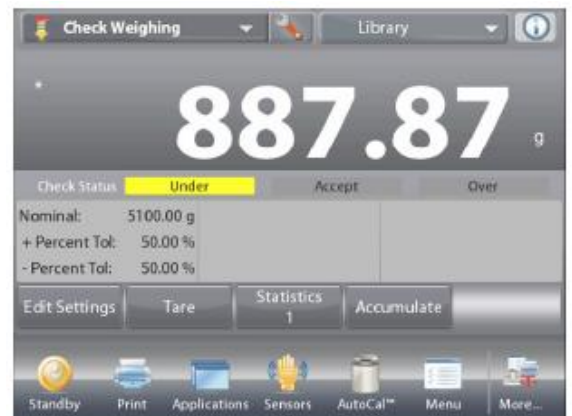 Check Weighing Library
*
887.87 g
Check Status Under Accept Over
Nominal: 5100.00 g
+ Percent Tol: 50.00 %
- Percent Tol: 50.00 %
Edit Settings Tare Statistics 1 Accumulate
Standby Print Applications Sensors AutoCal™ Menu More...